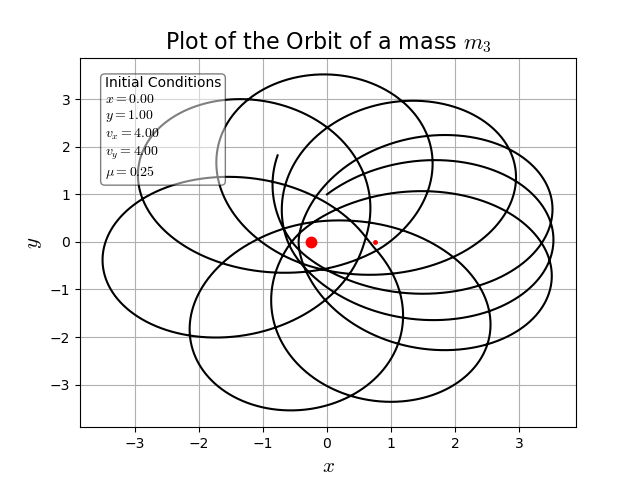 Plot of the Orbit of a mass m₃
Initial Conditions
x = 0.00
y = 1.00
vₓ = 4.00
v_y = 4.00
μ = 0.25
3
2
1
0
−1
−2
−3
y
−3 −2 −1 0 1 2 3
x